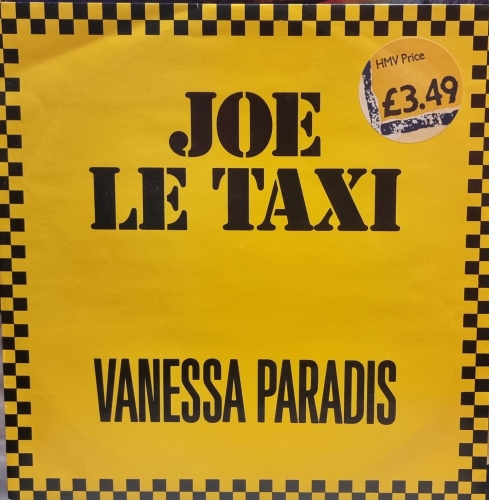 HMV Price
£3.49
JOE
LE TAXI
VANESSA PARADIS